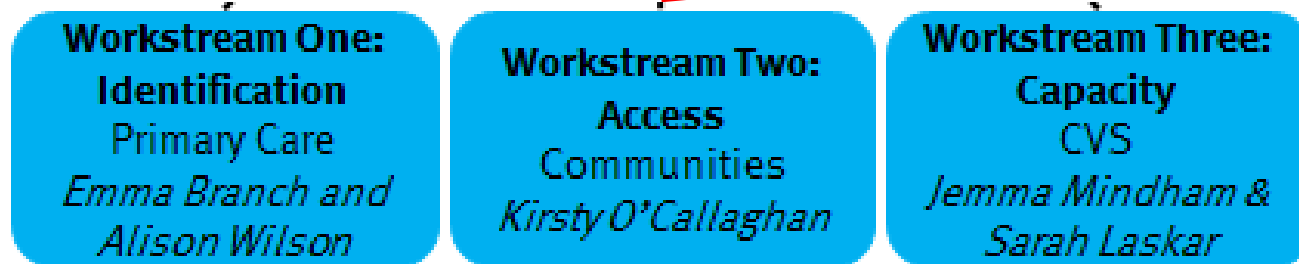 Workstream One:
Identification
Primary Care
Emma Branch and
Alison Wilson
Workstream Two:
Access
Communities
Kirsty O'Callaghan
Workstream Three:
Capacity
CVS
Jemma Mindham &
Sarah Laskar